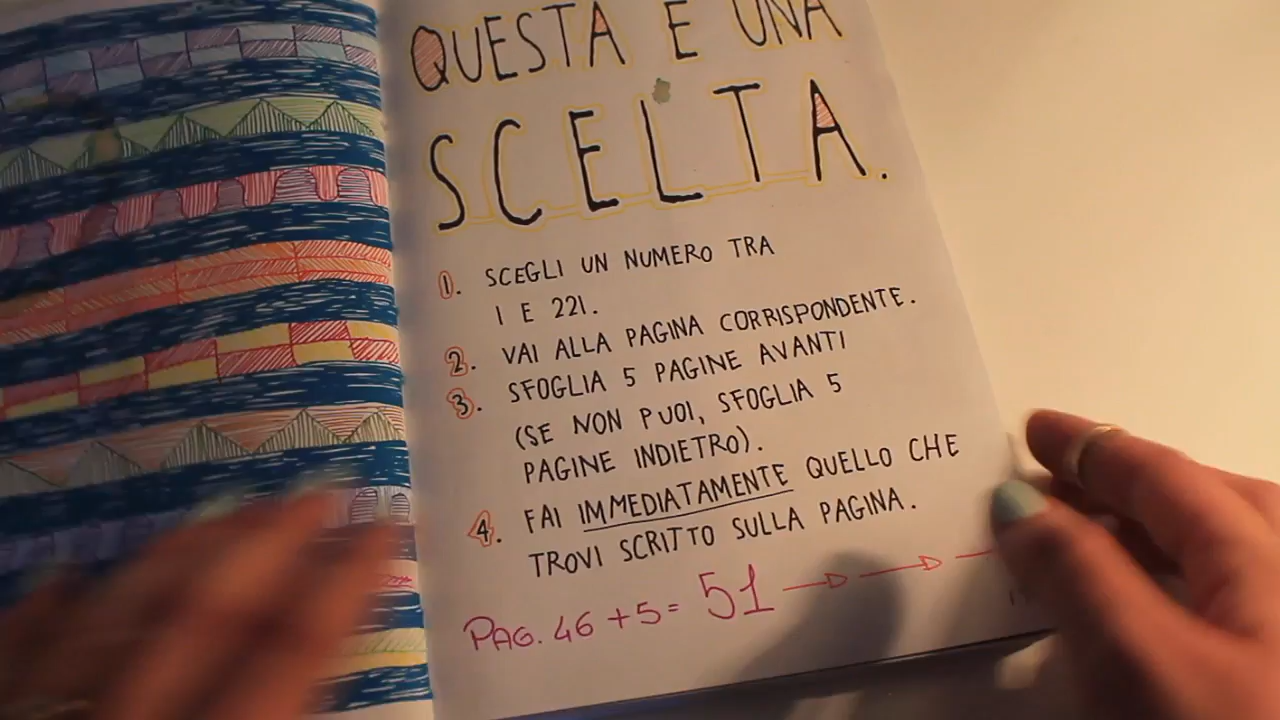 QUESTA È UNA
SCELTA.
1. SCEGLI UN NUMERO TRA
1 E 221.
2. VAI ALLA PAGINA CORRISPONDENTE.
3. SFOGLIA 5 PAGINE AVANTI
(SE NON PUOI, SFOGLIA 5
PAGINE INDIETRO).
4. FAI IMMEDIATAMENTE QUELLO CHE
TROVI SCRITTO SULLA PAGINA.
PAG. 46 + 5 = 51